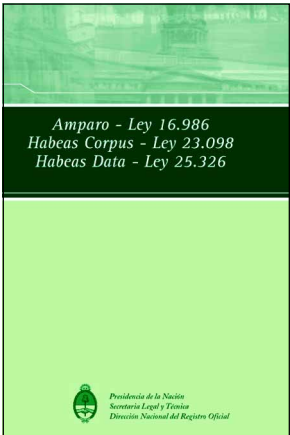 Amparo - Ley 16.986
Habeas Corpus - Ley 23.098
Habeas Data - Ley 25.326
Presidencia de la Nación
Secretaria Legal y Técnica
Dirección Nacional del Registro Oficial